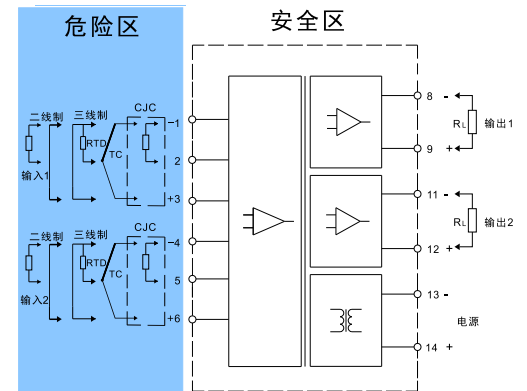 危险区
安全区
二线制
三线制
RTD
TC
CJC
-1
2
+3
输入1
二线制
三线制
RTD
TC
CJC
-4
5
+6
输入2
8 -
9 +
RL
输出1
11 -
12 +
RL
输出2
13 -
14 +
电源